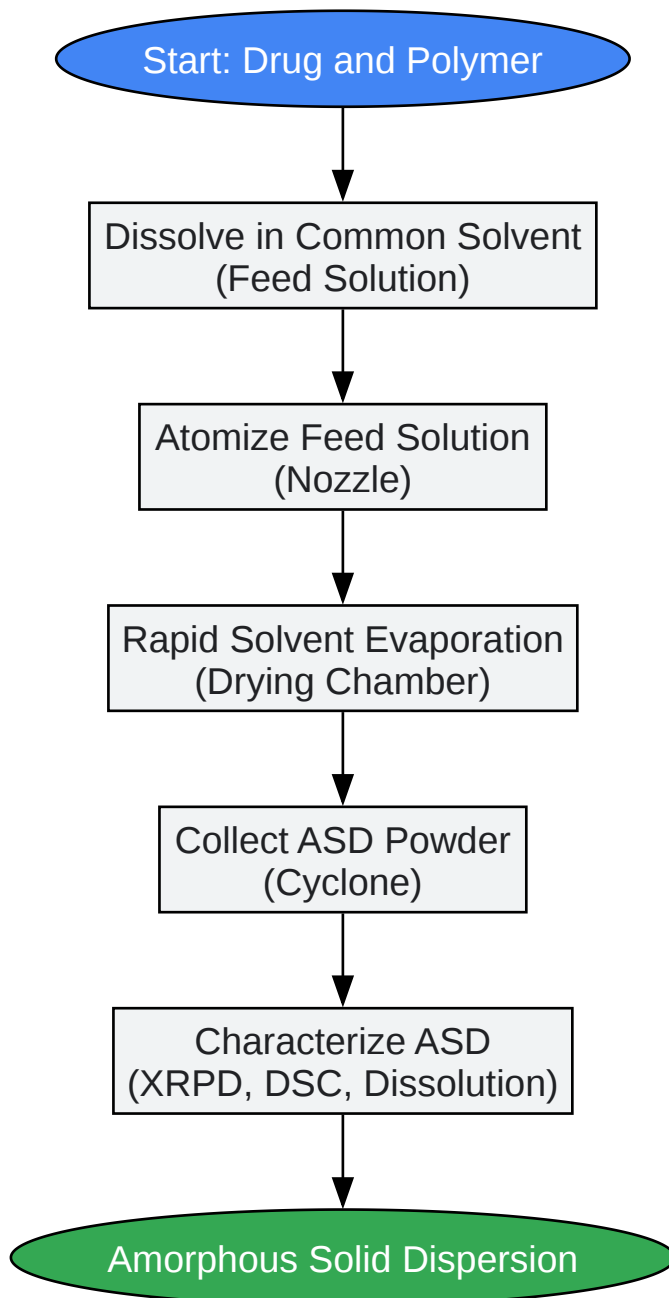 Start: Drug and Polymer
Dissolve in Common Solvent
(Feed Solution)
Atomize Feed Solution
(Nozzle)
Rapid Solvent Evaporation
(Drying Chamber)
Collect ASD Powder
(Cyclone)
Characterize ASD
(XRPD, DSC, Dissolution)
Amorphous Solid Dispersion